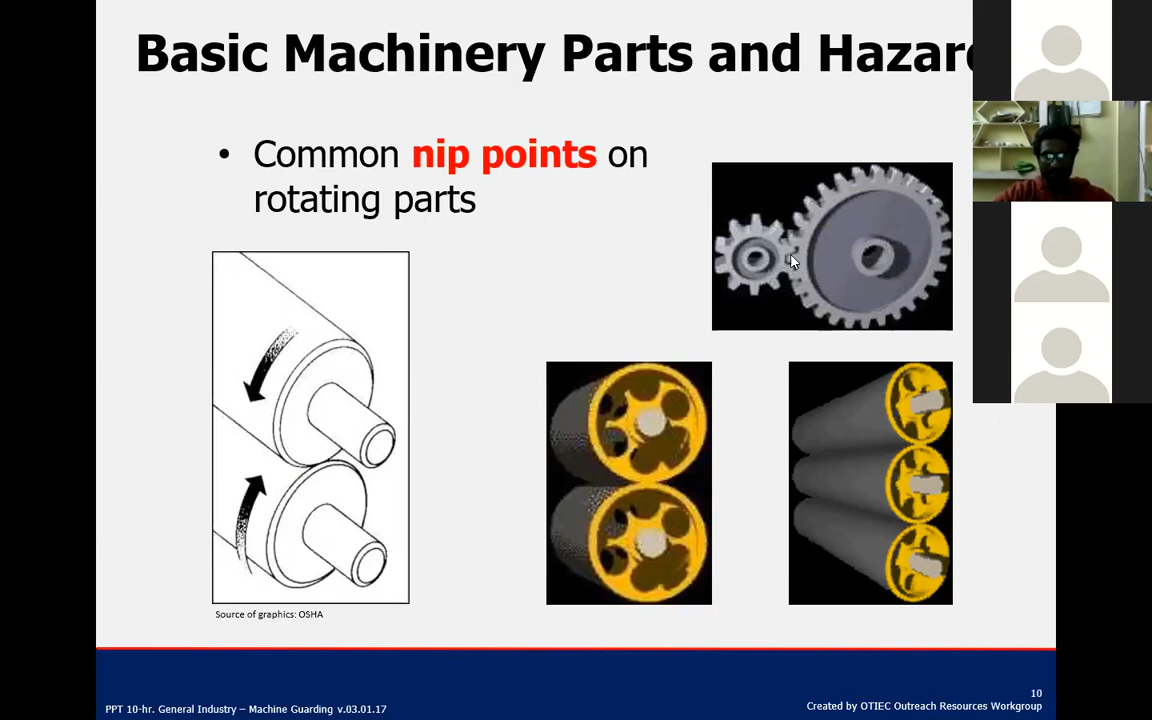 Basic Machinery Parts and Hazar
• Common nip points on
rotating parts
Source of graphics: OSHA
10
PPT 10-hr. General Industry – Machine Guarding v.03.01.17
Created by OTIEC Outreach Resources Workgroup